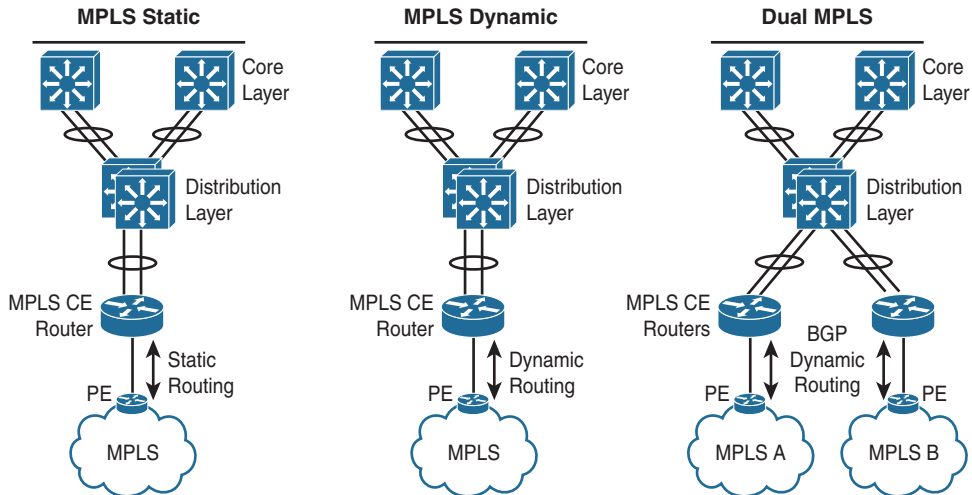 MPLS Static
Core
Layer
Distribution
Layer
MPLS CE
Router
Static
Routing
PE
MPLS
MPLS Dynamic
Core
Layer
Distribution
Layer
MPLS CE
Router
Dynamic
Routing
PE
MPLS
Dual MPLS
Core
Layer
Distribution
Layer
MPLS CE
Routers
BGP
Dynamic
Routing
PE
PE
MPLS A
MPLS B